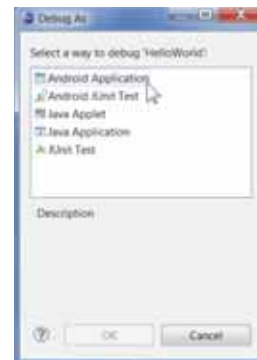 Debug As
Select a way to debug 'HelloWorld':
Android Application
Android JUnit Test
Java Applet
Java Application
JUnit Test
Description
?
OK
Cancel